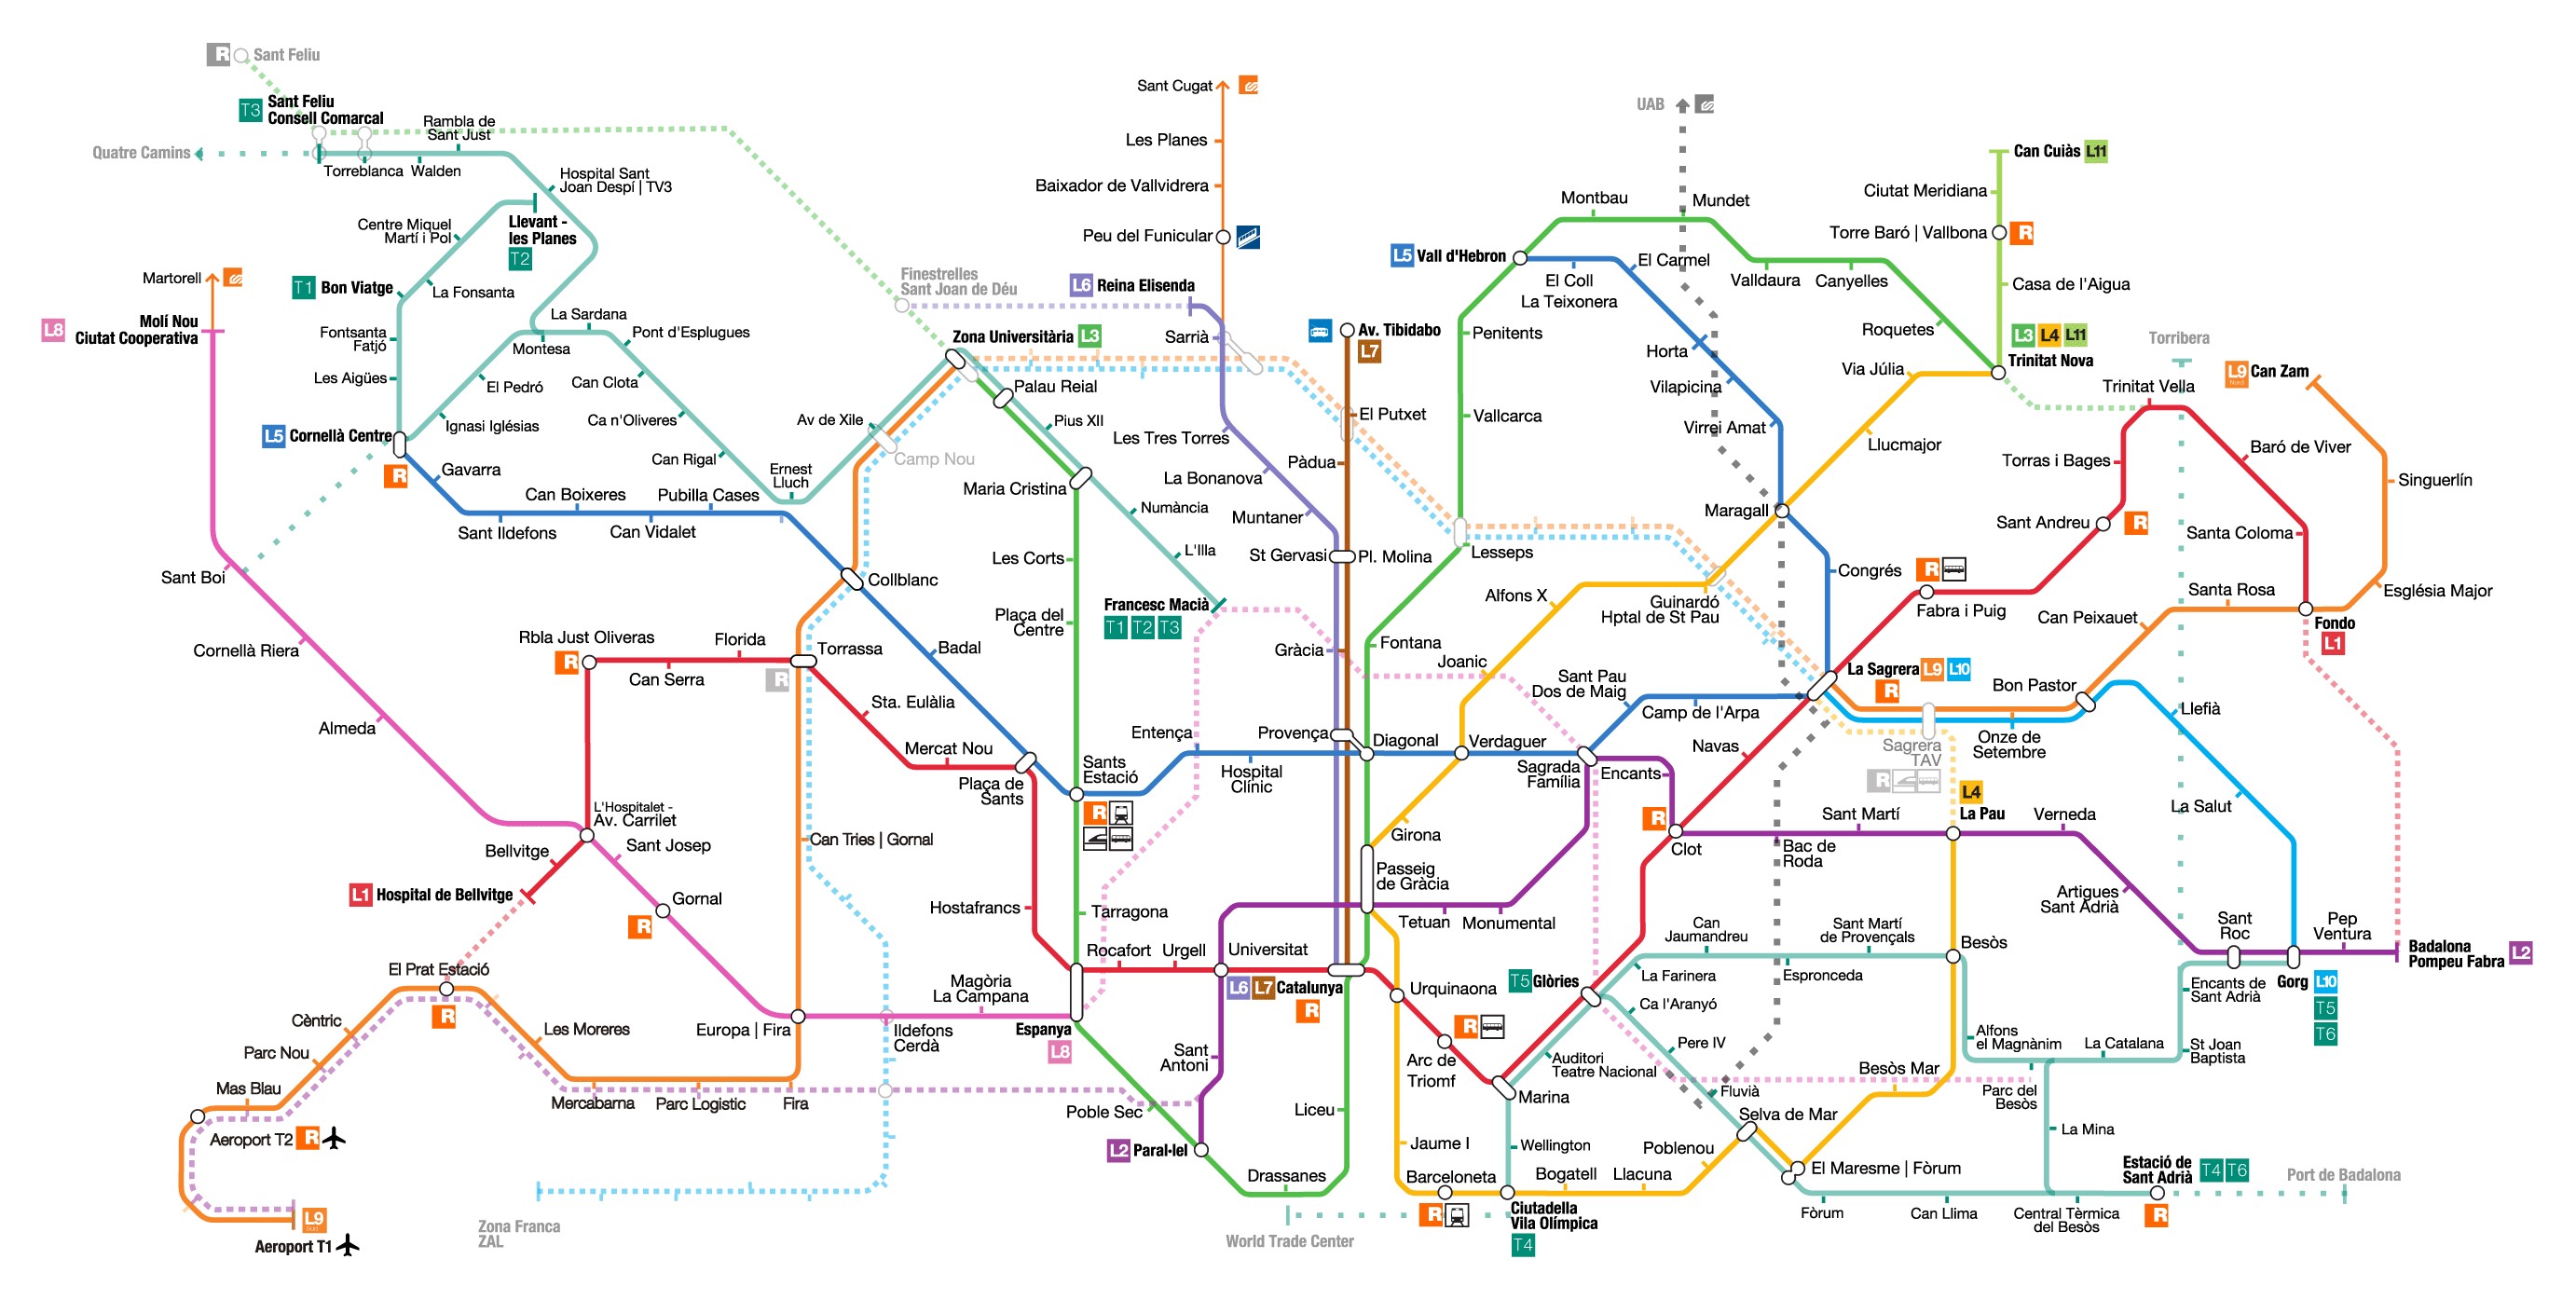 R Sant Feliu
T3 Sant Feliu
Consell Comarcal
Quatre Camins
Rambla de
Sant Just
Torreblanca
Walden
Hospital Sant
Joan Despí | TV3
Centre Miquel
Martí i Pol
Llevant -
les Planes
T2
T1 Bon Viatge
La Fonsanta
Fontsanta
Fatjó
Les Aigües
La Sardana
Montesa
Pont d'Esplugues
El Pedró
Can Clota
Ignasi Iglésias
Ca n'Oliveres
Can Rigal
Ernest
Lluch
Av de Xile
Camp Nou
Martorell
L8 Molí Nou
Ciutat Cooperativa
L5 Cornellà Centre
R
Gavarra
Sant Ildefons
Can Boixeres
Can Vidalet
Pubilla Cases
Collblanc
Badal
Sant Boi
Cornellà Riera
Almeda
Rbla Just Oliveras
R
Can Serra
Florida
Torrassa
R
Sta. Eulàlia
Mercat Nou
Plaça de
Sants
L'Hospitalet -
Av. Carrilet
Bellvitge
Sant Josep
Gornal
R
L1 Hospital de Bellvitge
Can Tries | Gornal
El Prat Estació
R
Cèntric
Parc Nou
Mas Blau
Aeroport T2 R
Aeroport T1
L9
Sud
Les Moreres
Mercabarna
Parc Logistic
Fira
Europa | Fira
Ildefons
Cerdà
Magòria
La Campana
Zona Franca
ZAL
Finestrelles
Sant Joan de Déu
Zona Universitària L3
Palau Reial
Pius XII
Maria Cristina
Numància
L'Illa
Les Corts
Plaça del
Centre
Francesc Macià
T1 T2 T3
Entença
Sants
Estació
R
Hospital
Clínic
Hostafrancs
Tarragona
Rocafort
Urgell
Universitat
Espanya
L8
Poble Sec
L2 Paral·lel
Sant
Antoni
Drassanes
Liceu
L6 L7 Catalunya
R
Sant Cugat
Les Planes
Baixador de Vallvidrera
Peu del Funicular
L6 Reina Elisenda
Sarrià
Les Tres Torres
La Bonanova
Muntaner
St Gervasi
Pl. Molina
Gràcia
Provença
Av. Tibidabo
L7
El Putxet
Pàdua
L5 Vall d'Hebron
Penitents
Vallcarca
Lesseps
Fontana
Diagonal
Passeig
de Gràcia
Montbau
Mundet
Valldaura
Canyelles
Roquetes
UAB
El Coll
La Teixonera
El Carmel
Horta
Vilapicina
Virrei Amat
Maragall
Congrés
Can Cuiàs L11
Ciutat Meridiana
Torre Baró | Vallbona R
Casa de l'Aigua
L3 L4 L11
Trinitat Nova
Via Júlia
Llucmajor
Guinardó
Hptal de St Pau
Alfons X
Joanic
Verdaguer
Girona
Sant Pau
Dos de Maig
Camp de l'Arpa
Sagrada
Família
Encants
La Sagrera L9 L10
R
Navas
R
Clot
Tetuan
Monumental
Torribera
Trinitat Vella
Torras i Bages
Sant Andreu R
Fabra i Puig
R
Baró de Viver
Santa Coloma
L9
Nord
Can Zam
Singuerlín
Església Major
Fondo
L1
Santa Rosa
Can Peixauet
Bon Pastor
Onze de
Setembre
Sagrera
TAV
R
Llefià
La Salut
L4
La Pau
Sant Martí
Bac de
Roda
Verneda
Artigues
Sant Adrià
Sant
Roc
Gorg L10
T5
T6
Pep
Ventura
Badalona
Pompeu Fabra L2
Urquinaona
Arc de
Triomf
R
Marina
T5 Glòries
Can
Jaumandreu
La Farinera
Sant Martí
de Provençals
Espronceda
Besòs
Ca l'Aranyó
Pere IV
Fluvià
Auditori
Teatre Nacional
Wellington
Jaume I
Barceloneta
R
Ciutadella
Vila Olímpica
T4
World Trade Center
Bogatell
Llacuna
Poblenou
Selva de Mar
El Maresme | Fòrum
Besòs Mar
Alfons
el Magnànim
Parc del
Besòs
La Catalana
St Joan
Baptista
Encants de
Sant Adrià
La Mina
Fòrum
Can Llima
Central Tèrmica
del Besòs
Estació de
Sant Adrià T4 T6
R
Port de Badalona